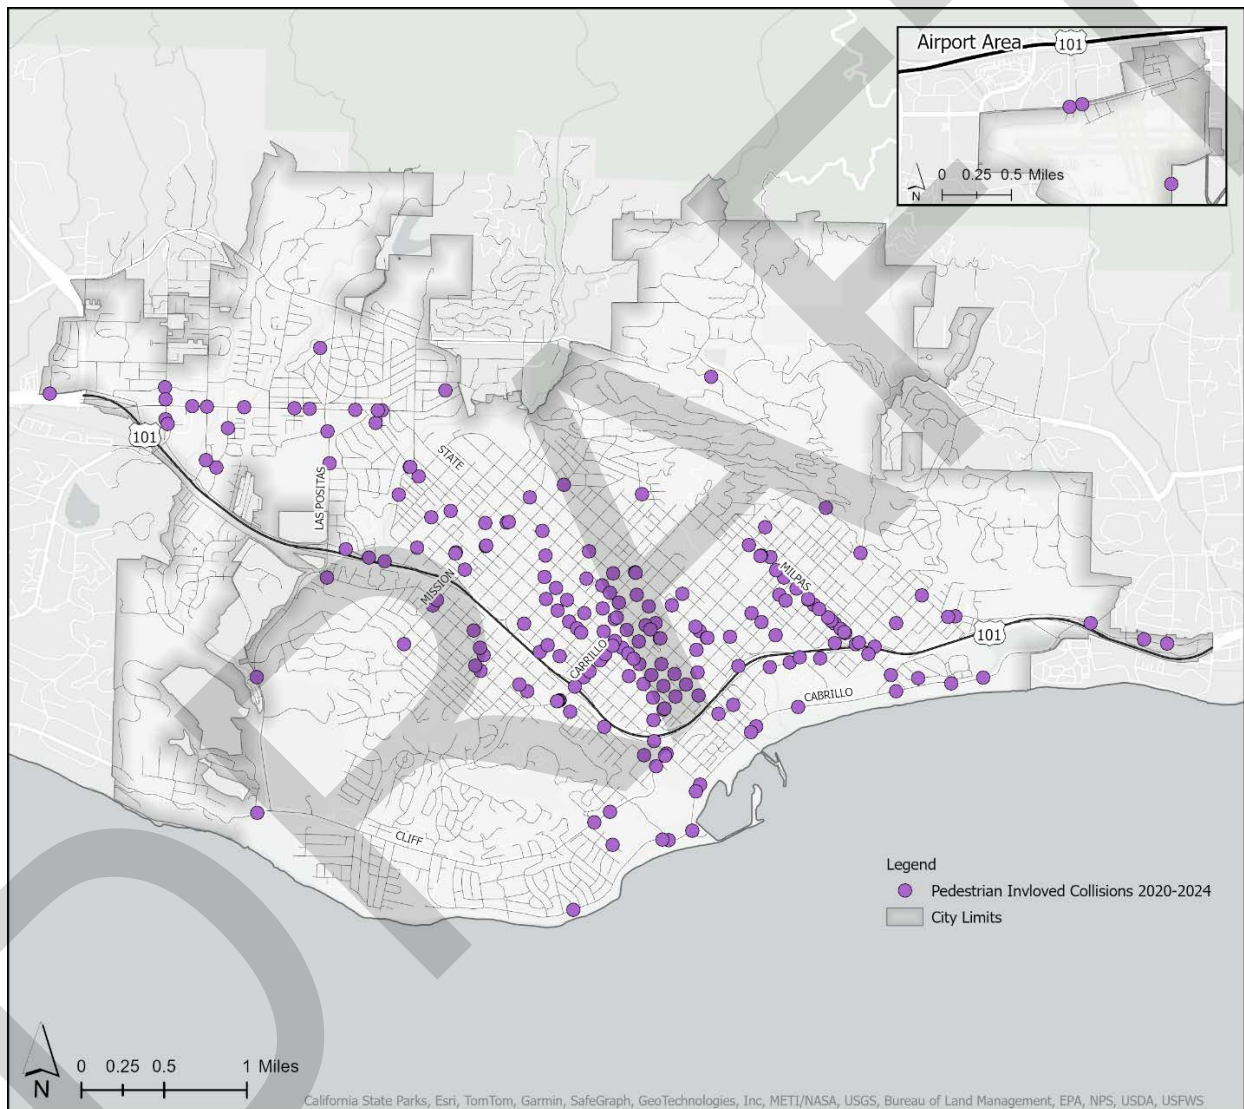 Airport Area
101
0 0.25 0.5 Miles
N
101
STATE
LAS POSITAS
MISSION
MILPAS
CARRILLO
101
CABRILLO
CLIFF
Legend
Pedestrian Invloved Collisions 2020-2024
City Limits
0 0.25 0.5 1 Miles
N
California State Parks, Esri, TomTom, Garmin, SafeGraph, GeoTechnologies, Inc, METI/NASA, USGS, Bureau of Land Management, EPA, NPS, USDA, USFWS
DRAFT